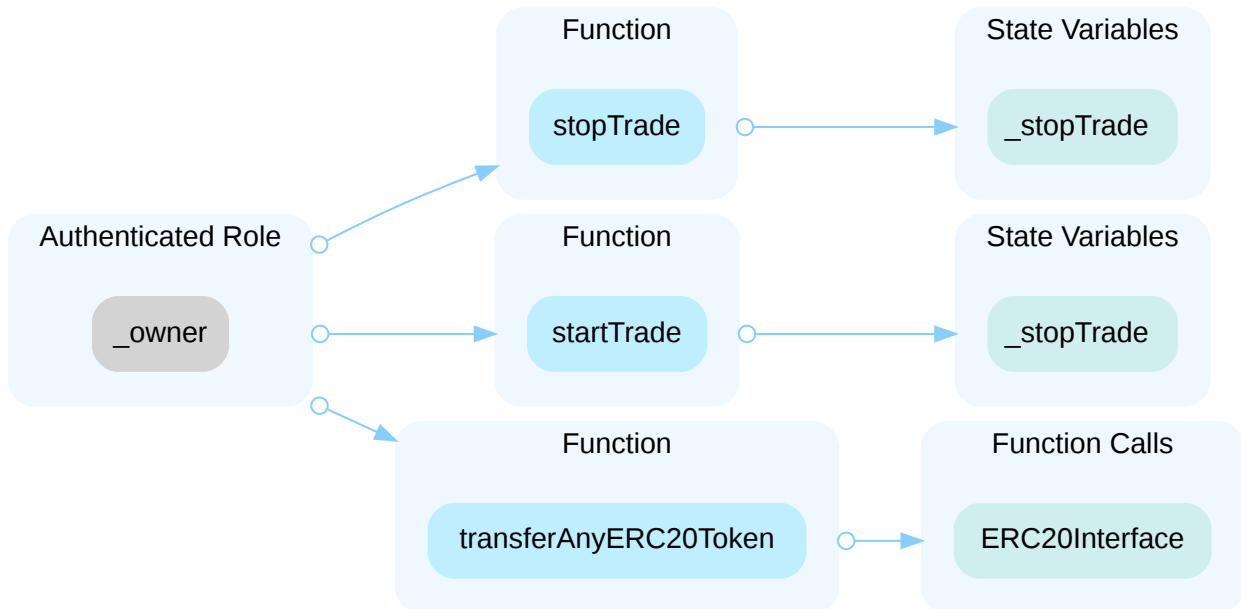 Function
State Variables
stopTrade
_stopTrade
Authenticated Role
Function
State Variables
_owner
startTrade
_stopTrade
Function
Function Calls
transferAnyERC20Token
ERC20Interface